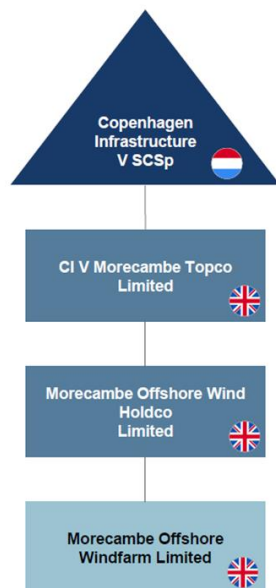 Copenhagen
Infrastructure
V SCSp
CI V Morecambe Topco
Limited
Morecambe Offshore Wind
Holdco
Limited
Morecambe Offshore
Windfarm Limited